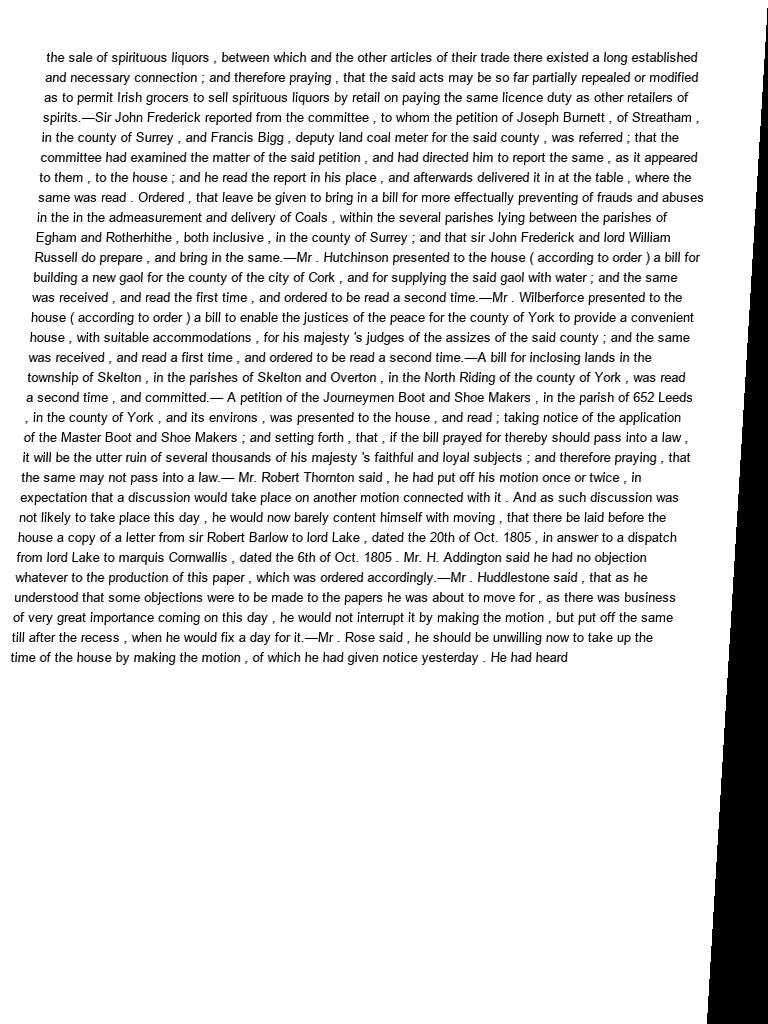 the sale of spirituous liquors , between which and the other articles of their trade there existed a long established
and necessary connection ; and therefore praying , that the said acts may be so far partially repealed or modified
as to permit Irish grocers to sell spirituous liquors by retail on paying the same licence duty as other retailers of
spirits.—Sir John Frederick reported from the committee , to whom the petition of Joseph Burnett , of Streatham ,
in the county of Surrey , and Francis Bigg , deputy land coal meter for the said county , was referred ; that the
committee had examined the matter of the said petition , and had directed him to report the same , as it appeared
to them , to the house ; and he read the report in his place , and afterwards delivered it in at the table , where the
same was read . Ordered , that leave be given to bring in a bill for more effectually preventing of frauds and abuses
in the in the admeasurement and delivery of Coals , within the several parishes lying between the parishes of
Egham and Rotherhithe , both inclusive , in the county of Surrey ; and that sir John Frederick and lord William
Russell do prepare , and bring in the same.—Mr . Hutchinson presented to the house ( according to order ) a bill for
building a new gaol for the county of the city of Cork , and for supplying the said gaol with water ; and the same
was received , and read the first time , and ordered to be read a second time.—Mr . Wilberforce presented to the
house ( according to order ) a bill to enable the justices of the peace for the county of York to provide a convenient
house , with suitable accommodations , for his majesty 's judges of the assizes of the said county ; and the same
was received , and read a first time , and ordered to be read a second time.—A bill for inclosing lands in the
township of Skelton , in the parishes of Skelton and Overton , in the North Riding of the county of York , was read
a second time , and committed.— A petition of the Journeymen Boot and Shoe Makers , in the parish of 652 Leeds
, in the county of York , and its environs , was presented to the house , and read ; taking notice of the application
of the Master Boot and Shoe Makers ; and setting forth , that , if the bill prayed for thereby should pass into a law ,
it will be the utter ruin of several thousands of his majesty 's faithful and loyal subjects ; and therefore praying , that
the same may not pass into a law.— Mr. Robert Thornton said , he had put off his motion once or twice , in
expectation that a discussion would take place on another motion connected with it . And as such discussion was
not likely to take place this day , he would now barely content himself with moving , that there be laid before the
house a copy of a letter from sir Robert Barlow to lord Lake , dated the 20th of Oct. 1805 , in answer to a dispatch
from lord Lake to marquis Cornwallis , dated the 6th of Oct. 1805 . Mr. H. Addington said he had no objection
whatever to the production of this paper , which was ordered accordingly.—Mr . Huddlestone said , that as he
understood that some objections were to be made to the papers he was about to move for , as there was business
of very great importance coming on this day , he would not interrupt it by making the motion , but put off the same
till after the recess , when he would fix a day for it.—Mr . Rose said , he should be unwilling now to take up the
time of the house by making the motion , of which he had given notice yesterday . He had heard